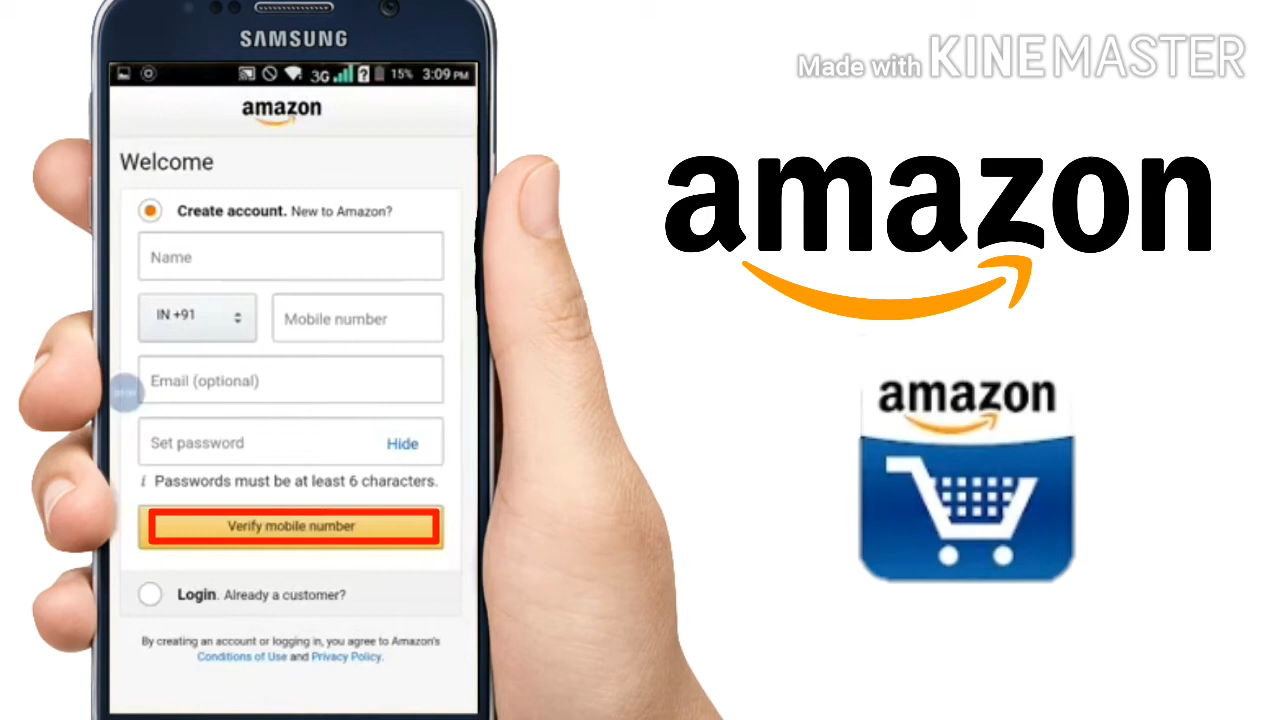 SAMSUNG
3G 15% 3:09 PM
amazon
Welcome
Create account. New to Amazon?
Name
IN +91
Mobile number
Email (optional)
Set password Hide
i Passwords must be at least 6 characters.
Verify mobile number
Login. Already a customer?
By creating an account or logging in, you agree to Amazon's
Conditions of Use and Privacy Policy.
Made with KINEMASTER
amazon
amazon